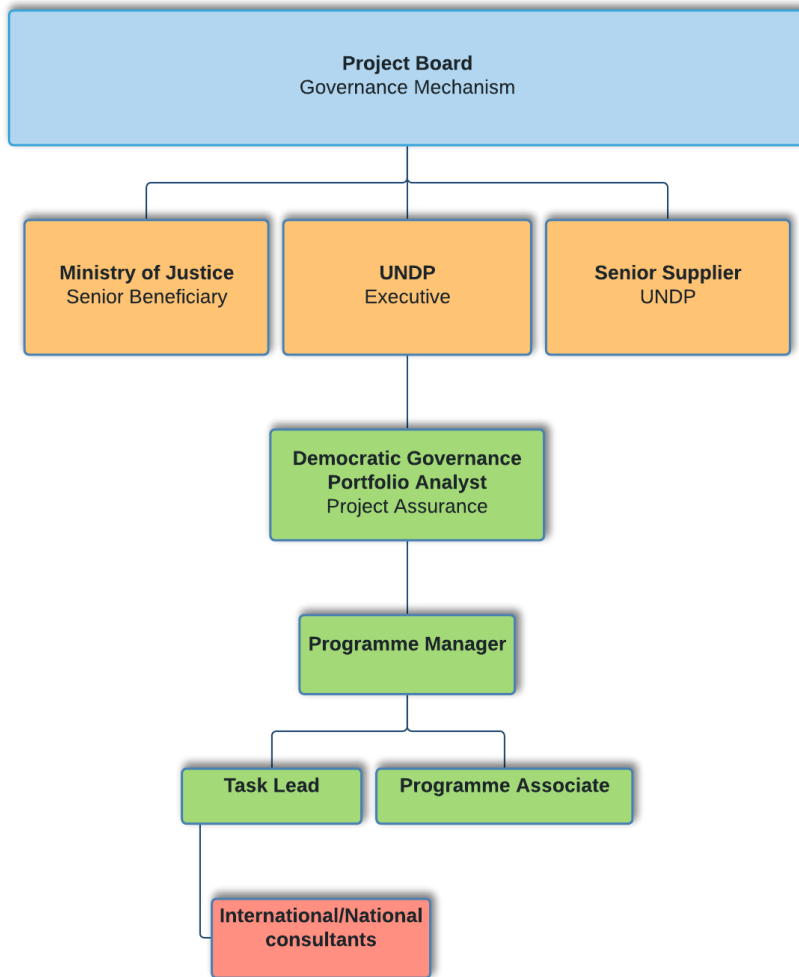 Project Board
Governance Mechanism
Ministry of Justice
Senior Beneficiary
UNDP
Executive
Senior Supplier
UNDP
Democratic Governance
Portfolio Analyst
Project Assurance
Programme Manager
Task Lead
Programme Associate
International/National
consultants